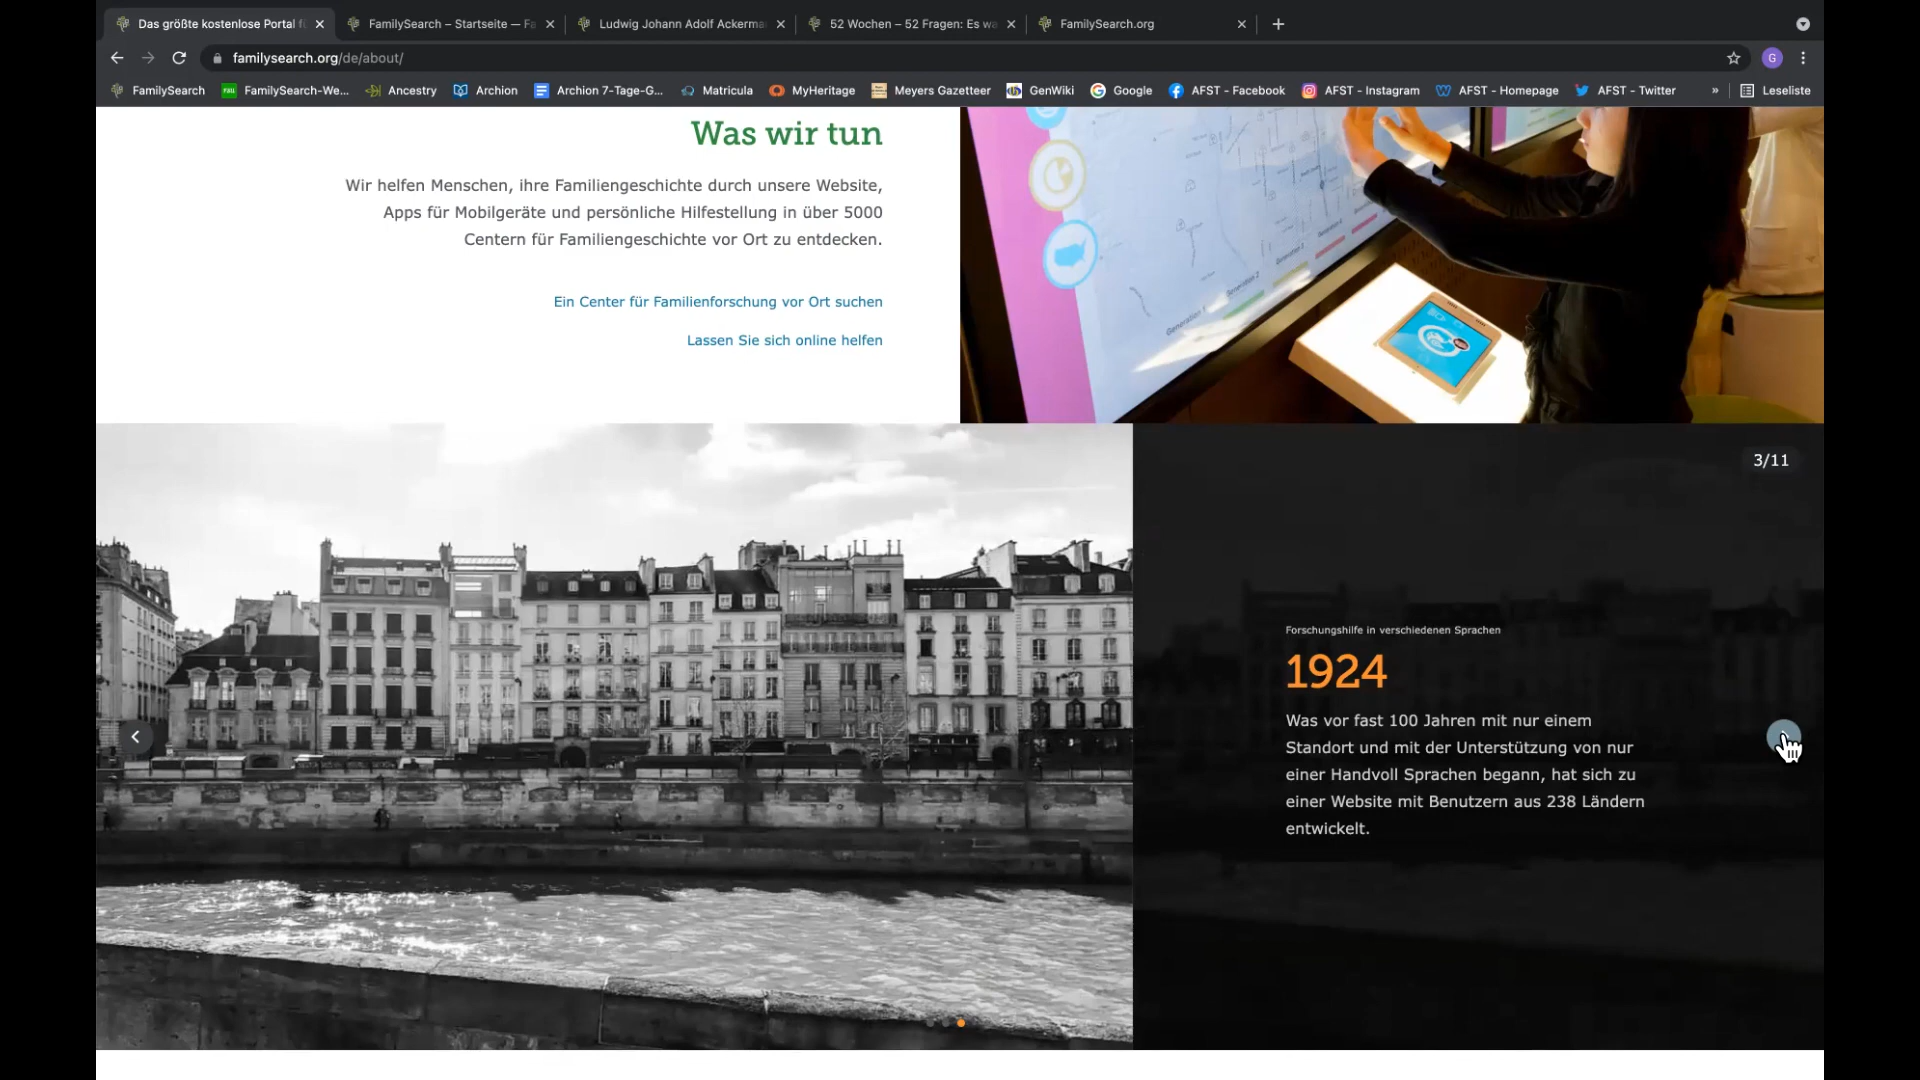 Das größte kostenlose Portal f
FamilySearch – Startseite — Fa
Ludwig Johann Adolf Ackerma
52 Wochen – 52 Fragen: Es wa
FamilySearch.org
familysearch.org/de/about/
G
FamilySearch
FamilySearch-We...
Ancestry
Archion
Archion 7-Tage-G...
Matricula
MyHeritage
Meyers Gazetteer
GenWiki
Google
AFST - Facebook
AFST - Instagram
AFST - Homepage
AFST - Twitter
»
Leseliste
Was wir tun
Wir helfen Menschen, ihre Familiengeschichte durch unsere Website,
Apps für Mobilgeräte und persönliche Hilfestellung in über 5000
Centern für Familiengeschichte vor Ort zu entdecken.
Ein Center für Familienforschung vor Ort suchen
Lassen Sie sich online helfen
Generation 1
Generation 2
3/11
Forschungshilfe in verschiedenen Sprachen
1924
Was vor fast 100 Jahren mit nur einem
Standort und mit der Unterstützung von nur
einer Handvoll Sprachen begann, hat sich zu
einer Website mit Benutzern aus 238 Ländern
entwickelt.